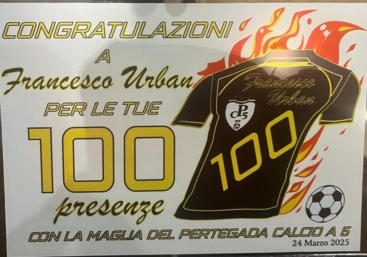 CONGRATULAZIONI
A
Francesco Urban
PER LE TUE
100
presenze
CON LA MAGLIA DEL PERTEGADA CALCIO A 5
24 Marzo 2025
Francesco
Urban
100